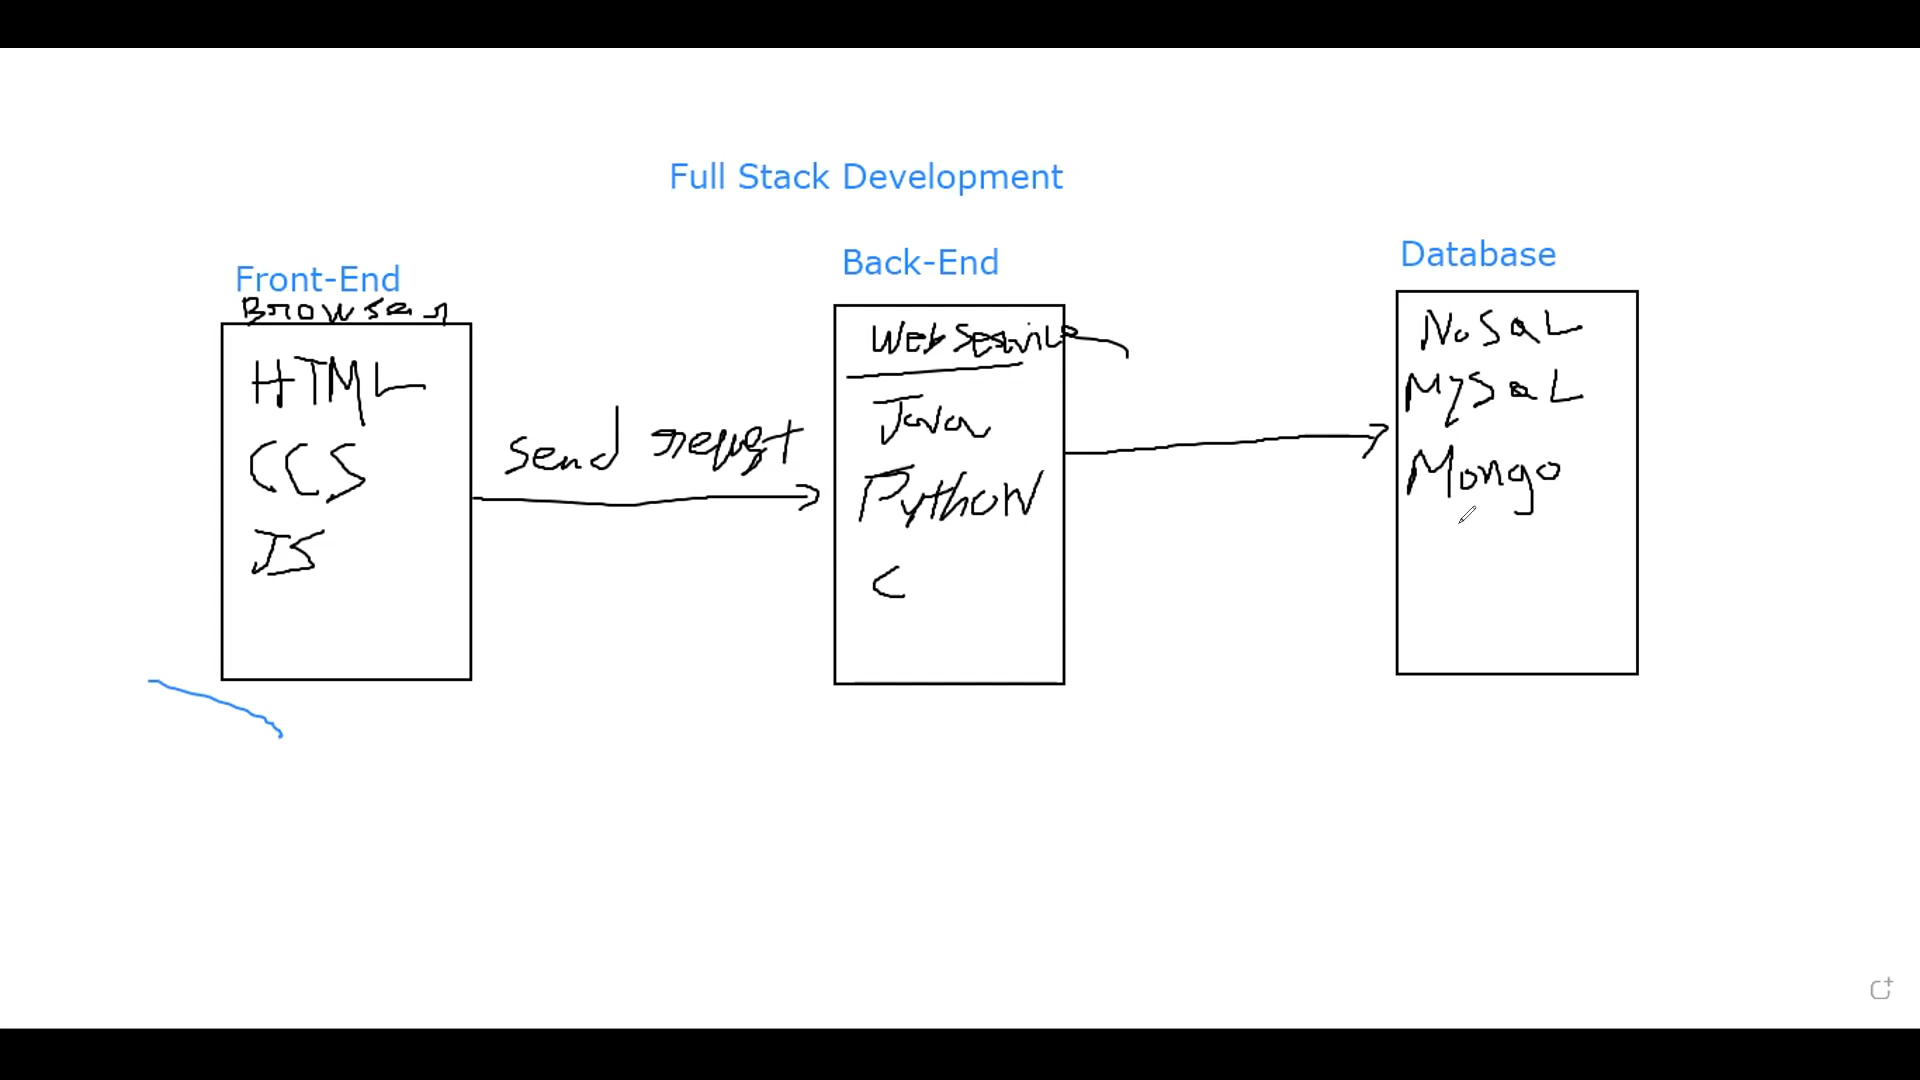 Full Stack Development
Front-End
Browser
HTML
CCS
JS
send request
Back-End
Web Service
Java
Python
C
Database
NoSQL
MySQL
Mongo